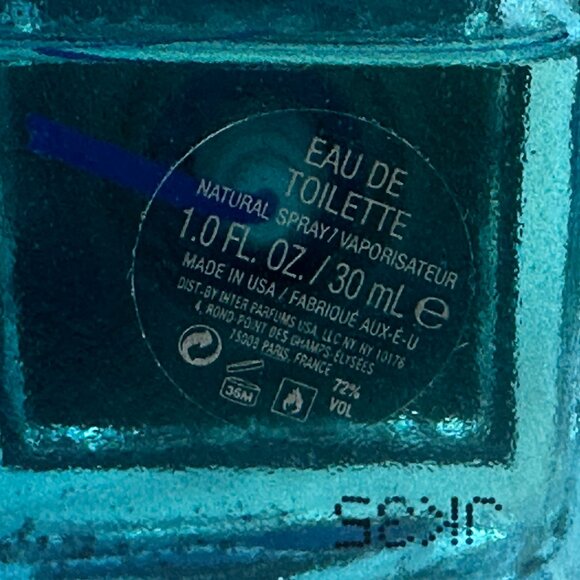 EAU DE
TOILETTE
NATURAL SPRAY/VAPORISATEUR
1.0 FL. OZ. / 30 mL e
MADE IN USA / FABRIQUÉ AUX-É-U
DIST-BY INTER PARFUMS USA, LLC NY NY 10176
4, ROND-POINT DES CHAMPS-ÉLYSÉES
75008 PARIS, FRANCE
36M
72%
VOL